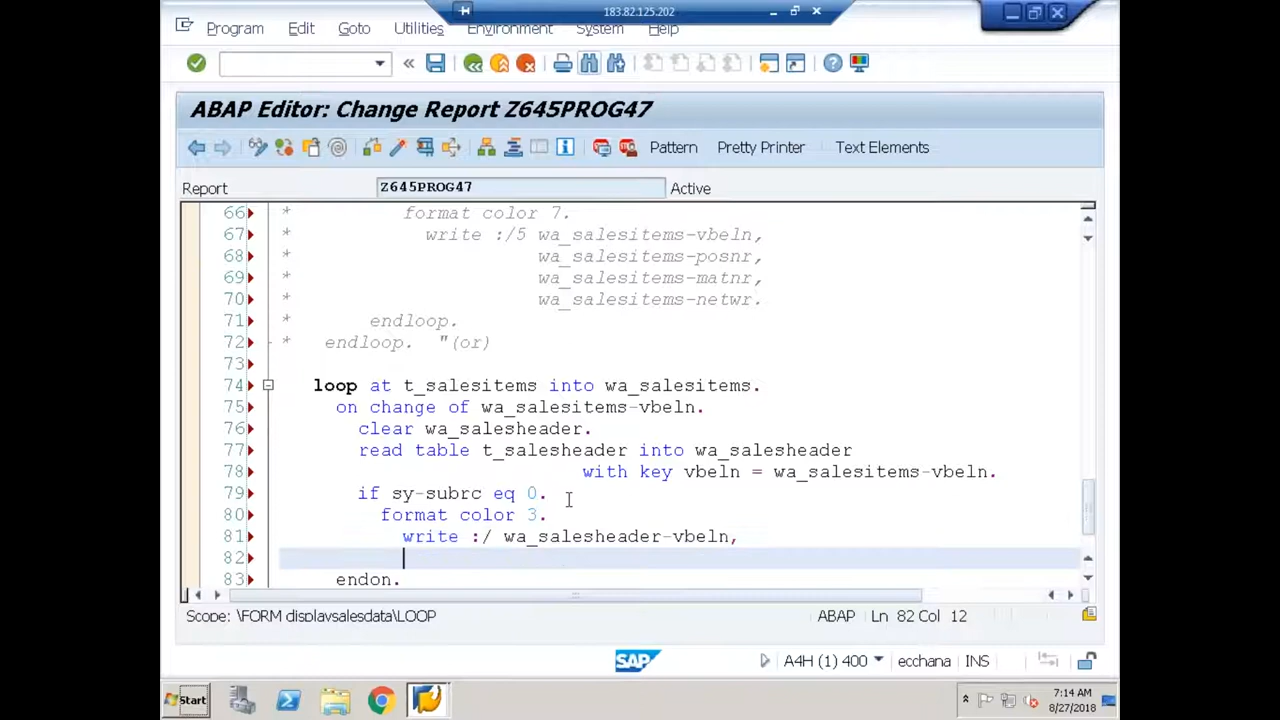 183.82.125.202
Program Edit Goto Utilities Environment System Help
ABAP Editor: Change Report Z645PROG47
Pattern Pretty Printer Text Elements
Report Z645PROG47 Active
66 * format color 7.
67 * write :/5 wa_salesitems-vbeln,
68 * wa_salesitems-posnr,
69 * wa_salesitems-matnr,
70 * wa_salesitems-netwr.
71 * endloop.
72 * endloop. "(or)
73
74 loop at t_salesitems into wa_salesitems.
75 on change of wa_salesitems-vbeln.
76 clear wa_salesheader.
77 read table t_salesheader into wa_salesheader
78 with key vbeln = wa_salesitems-vbeln.
79 if sy-subrc eq 0.
80 format color 3.
81 write :/ wa_salesheader-vbeln,
82
83 endon.
Scope: \FORM displaysalesdata\LOOP ABAP Ln 82 Col 12
SAP A4H (1) 400 ecchana INS
Start 7:14 AM
8/27/2018